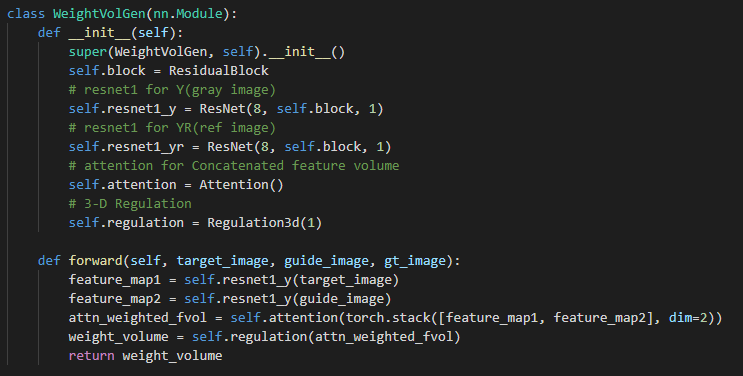 class WeightVolGen(nn.Module):
    def __init__(self):
        super(WeightVolGen, self).__init__()
        self.block = ResidualBlock
        # resnet1 for Y(gray image)
        self.resnet1_y = ResNet(8, self.block, 1)
        # resnet1 for YR(ref image)
        self.resnet1_yr = ResNet(8, self.block, 1)
        # attention for Concatenated feature volume
        self.attention = Attention()
        # 3-D Regulation
        self.regulation = Regulation3d(1)

    def forward(self, target_image, guide_image, gt_image):
        feature_map1 = self.resnet1_y(target_image)
        feature_map2 = self.resnet1_y(guide_image)
        attn_weighted_fvol = self.attention(torch.stack([feature_map1, feature_map2], dim=2))
        weight_volume = self.regulation(attn_weighted_fvol)
        return weight_volume